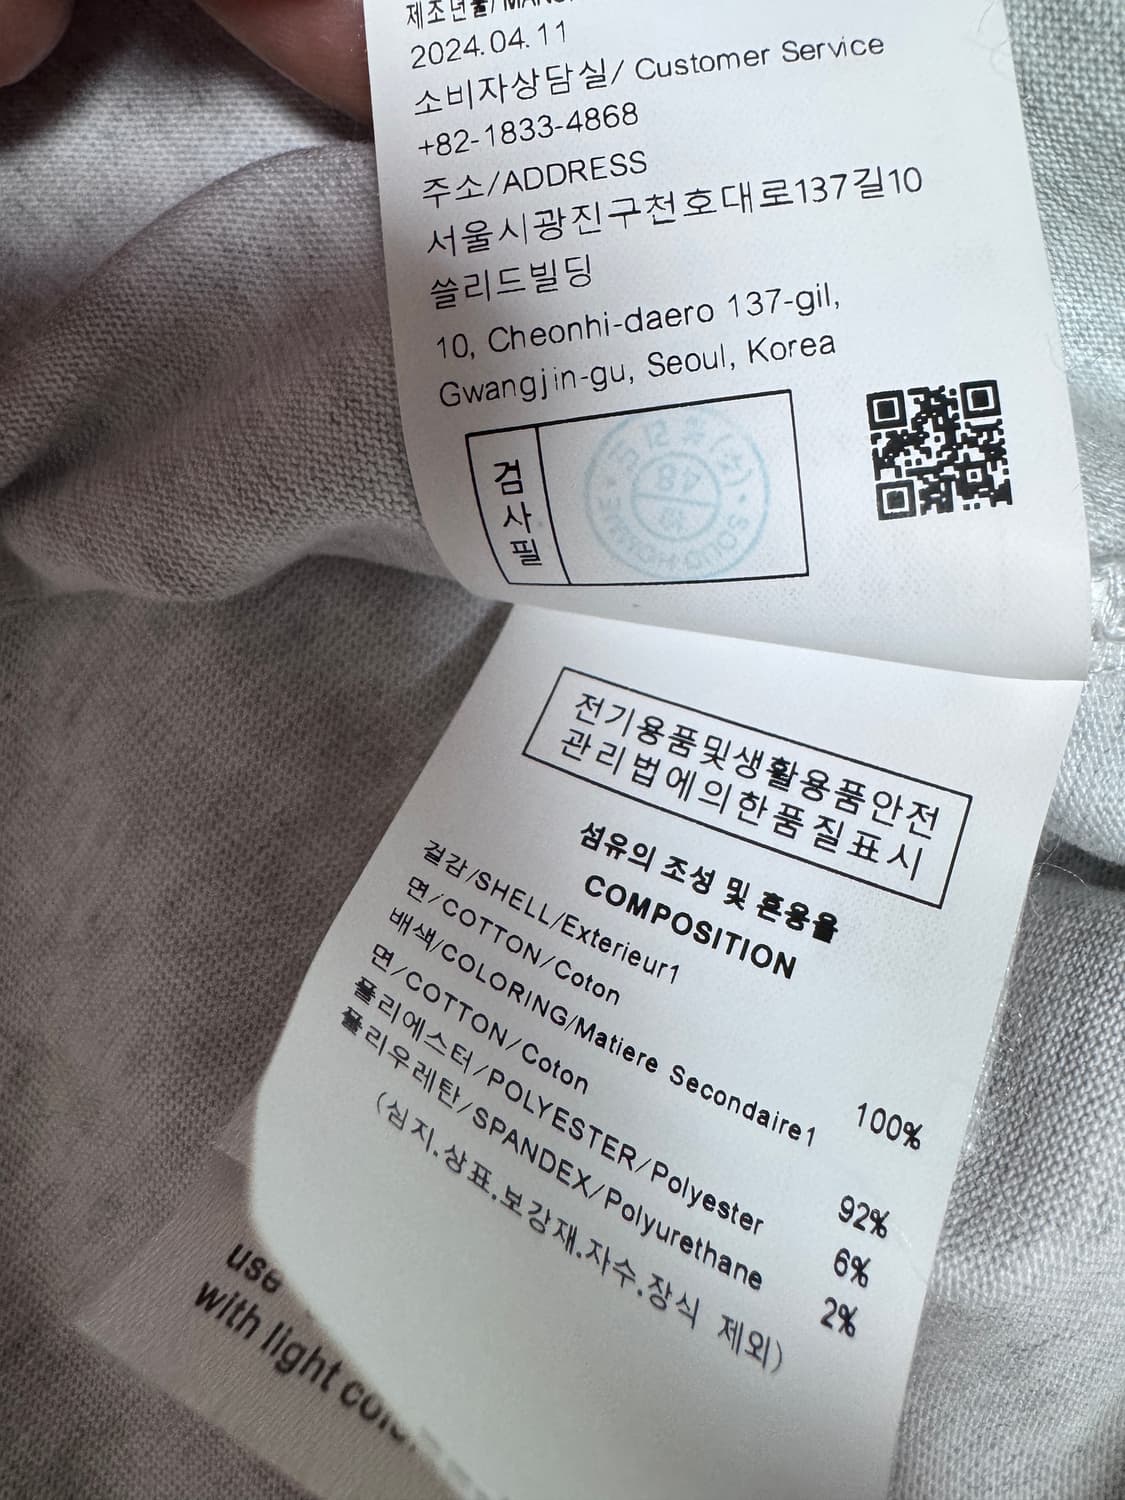 제조년월/
2024.04.11
소비자상담실/ Customer Service
+82-1833-4868
주소/ADDRESS
서울시광진구천호대로137길10
쏠리드빌딩
10, Cheonhi-daero 137-gil,
Gwangjin-gu, Seoul, Korea
검사필
전기용품및생활용품안전
관리법에의한품질표시
섬유의 조성 및 혼용율
COMPOSITION
겉감/SHELL/Exterieur1
면/COTTON/Coton 100%
배색/COLORING/Matiere Secondaire1
면/COTTON/Coton 92%
폴리에스터/POLYESTER/Polyester 6%
폴리우레탄/SPANDEX/Polyurethane 2%
(심지.상표.보강재.자수.장식 제외)
use
with light